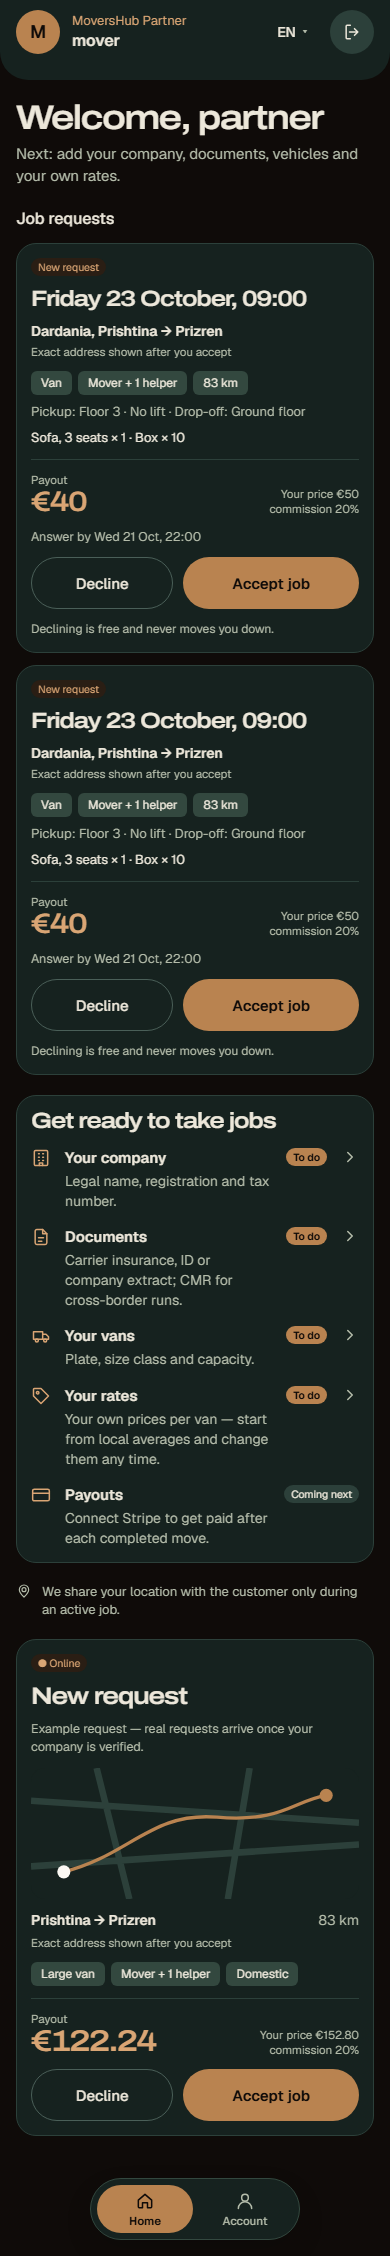 M
MoversHub Partner
mover
EN
Welcome, partner
Next: add your company, documents, vehicles and
your own rates.
Job requests
New request
Friday 23 October, 09:00
Dardania, Prishtina → Prizren
Exact address shown after you accept
Van
Mover + 1 helper
83 km
Pickup: Floor 3 · No lift · Drop-off: Ground floor
Sofa, 3 seats × 1 · Box × 10
Payout
€40
Your price €50
commission 20%
Answer by Wed 21 Oct, 22:00
Decline
Accept job
Declining is free and never moves you down.
New request
Friday 23 October, 09:00
Dardania, Prishtina → Prizren
Exact address shown after you accept
Van
Mover + 1 helper
83 km
Pickup: Floor 3 · No lift · Drop-off: Ground floor
Sofa, 3 seats × 1 · Box × 10
Payout
€40
Your price €50
commission 20%
Answer by Wed 21 Oct, 22:00
Decline
Accept job
Declining is free and never moves you down.
Get ready to take jobs
Your company
To do
Legal name, registration and tax
number.
Documents
To do
Carrier insurance, ID or
company extract; CMR for
cross-border runs.
Your vans
To do
Plate, size class and capacity.
Your rates
To do
Your own prices per van — start
from local averages and change
them any time.
Payouts
Coming next
Connect Stripe to get paid after
each completed move.
We share your location with the customer only during
an active job.
Online
New request
Example request — real requests arrive once your
company is verified.
Prishtina → Prizren
83 km
Exact address shown after you accept
Large van
Mover + 1 helper
Domestic
Payout
€122.24
Your price €152.80
commission 20%
Decline
Accept job
Home
Account